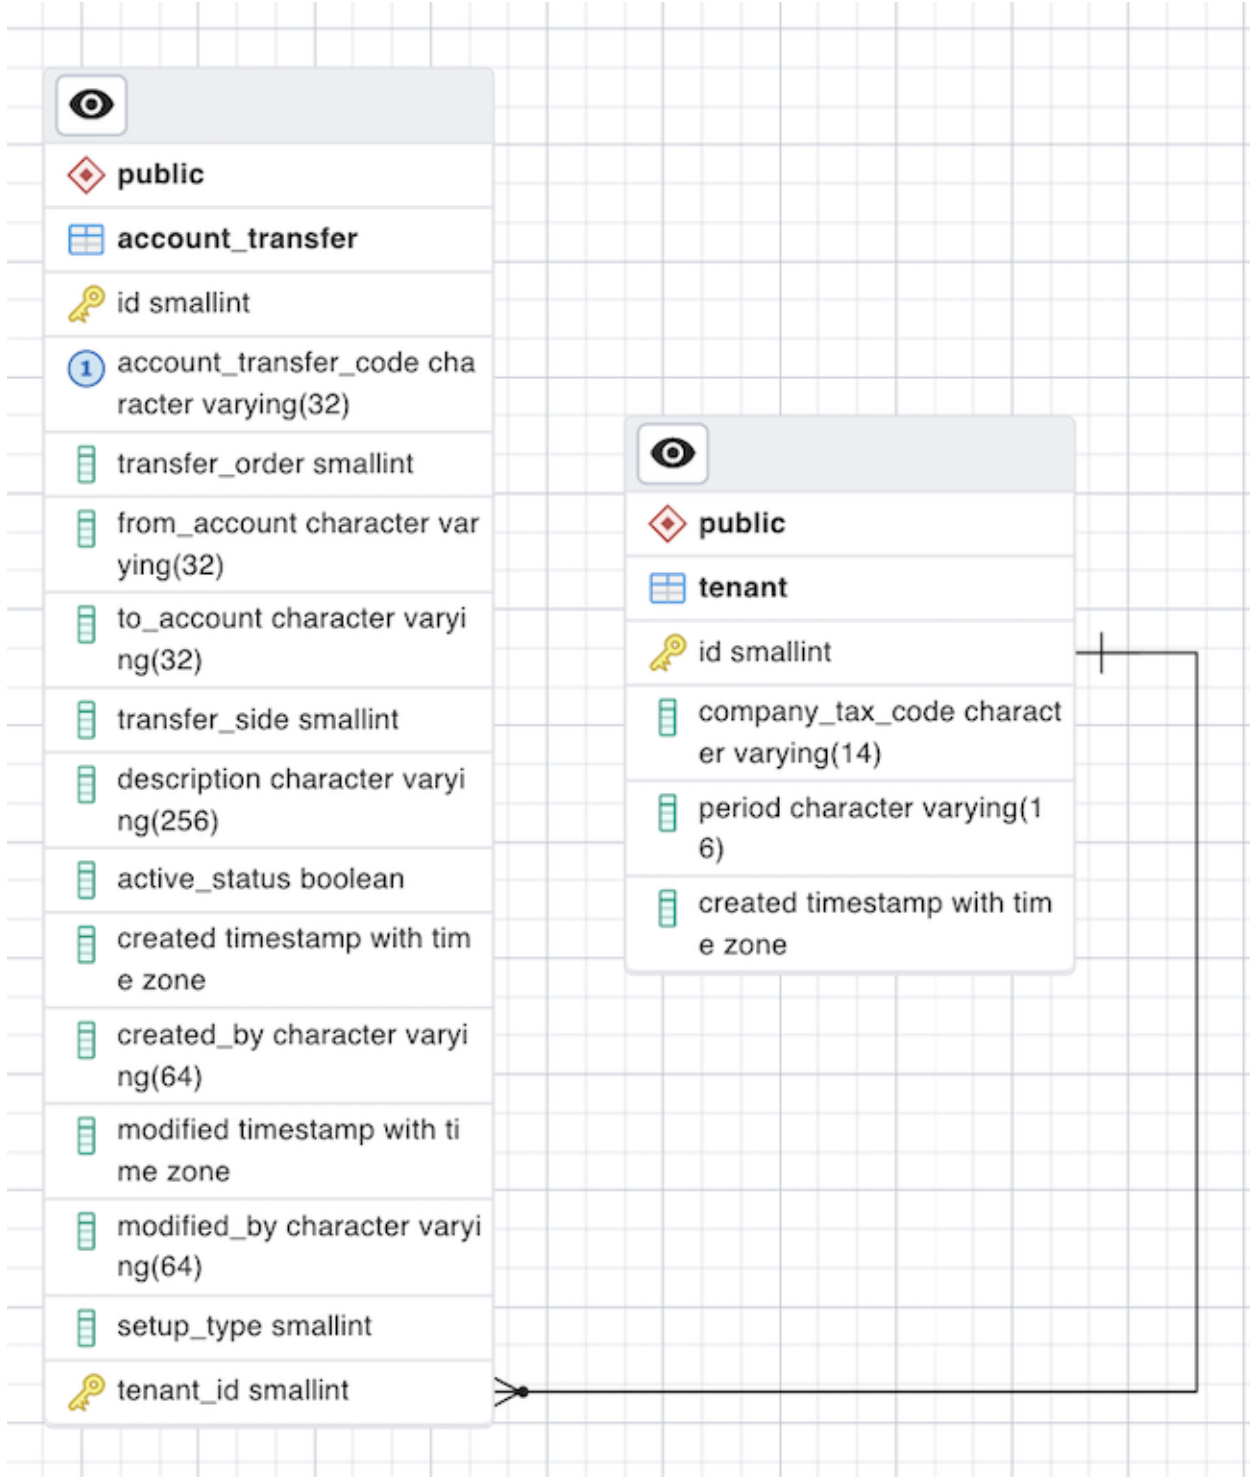 public
account_transfer
id smallint
1
account_transfer_code cha
racter varying(32)
transfer_order smallint
from_account character var
ying(32)
to_account character varyi
ng(32)
transfer_side smallint
description character varyi
ng(256)
active_status boolean
created timestamp with tim
e zone
created_by character varyi
ng(64)
modified timestamp with ti
me zone
modified_by character varyi
ng(64)
setup_type smallint
tenant_id smallint
public
tenant
id smallint
company_tax_code charact
er varying(14)
period character varying(1
6)
created timestamp with tim
e zone